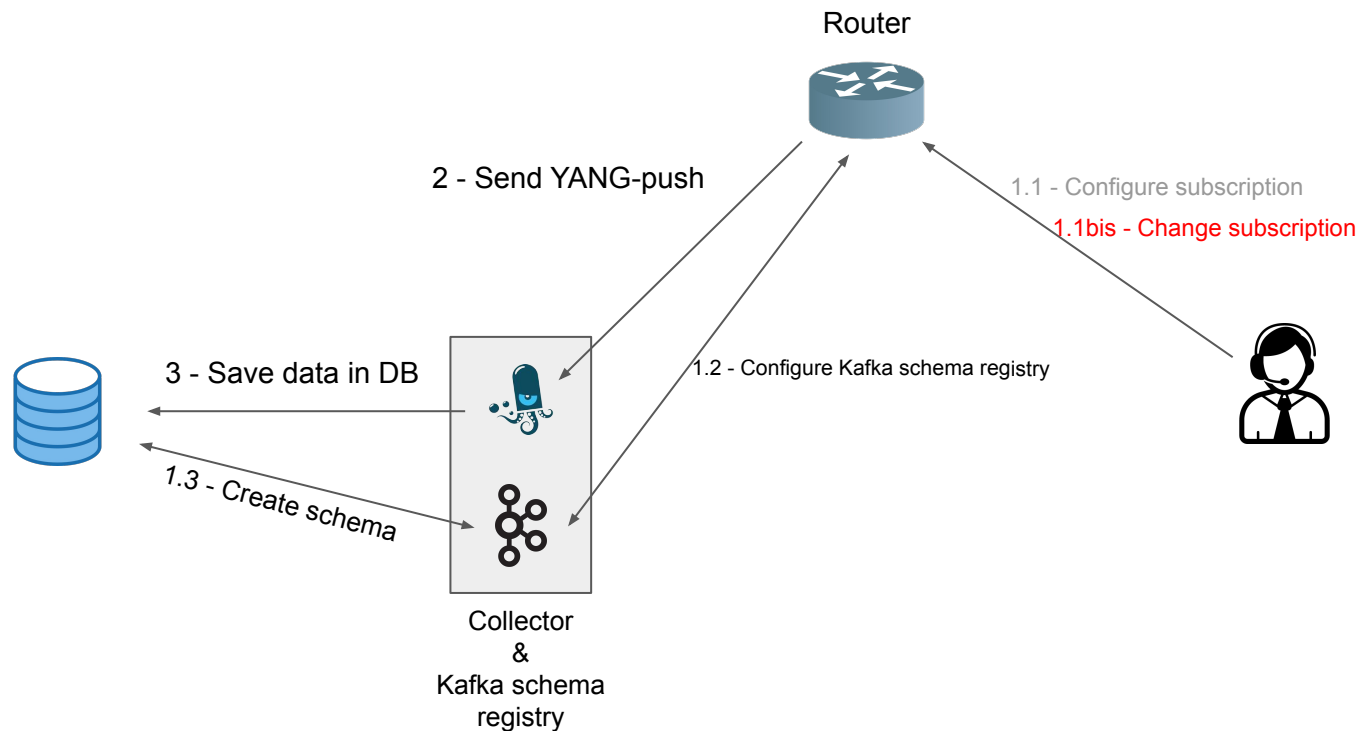 Router
2 - Send YANG-push
1.1 - Configure subscription
1.1bis - Change subscription
3 - Save data in DB
1.2 - Configure Kafka schema registry
1.3 - Create schema
Collector
&
Kafka schema
registry